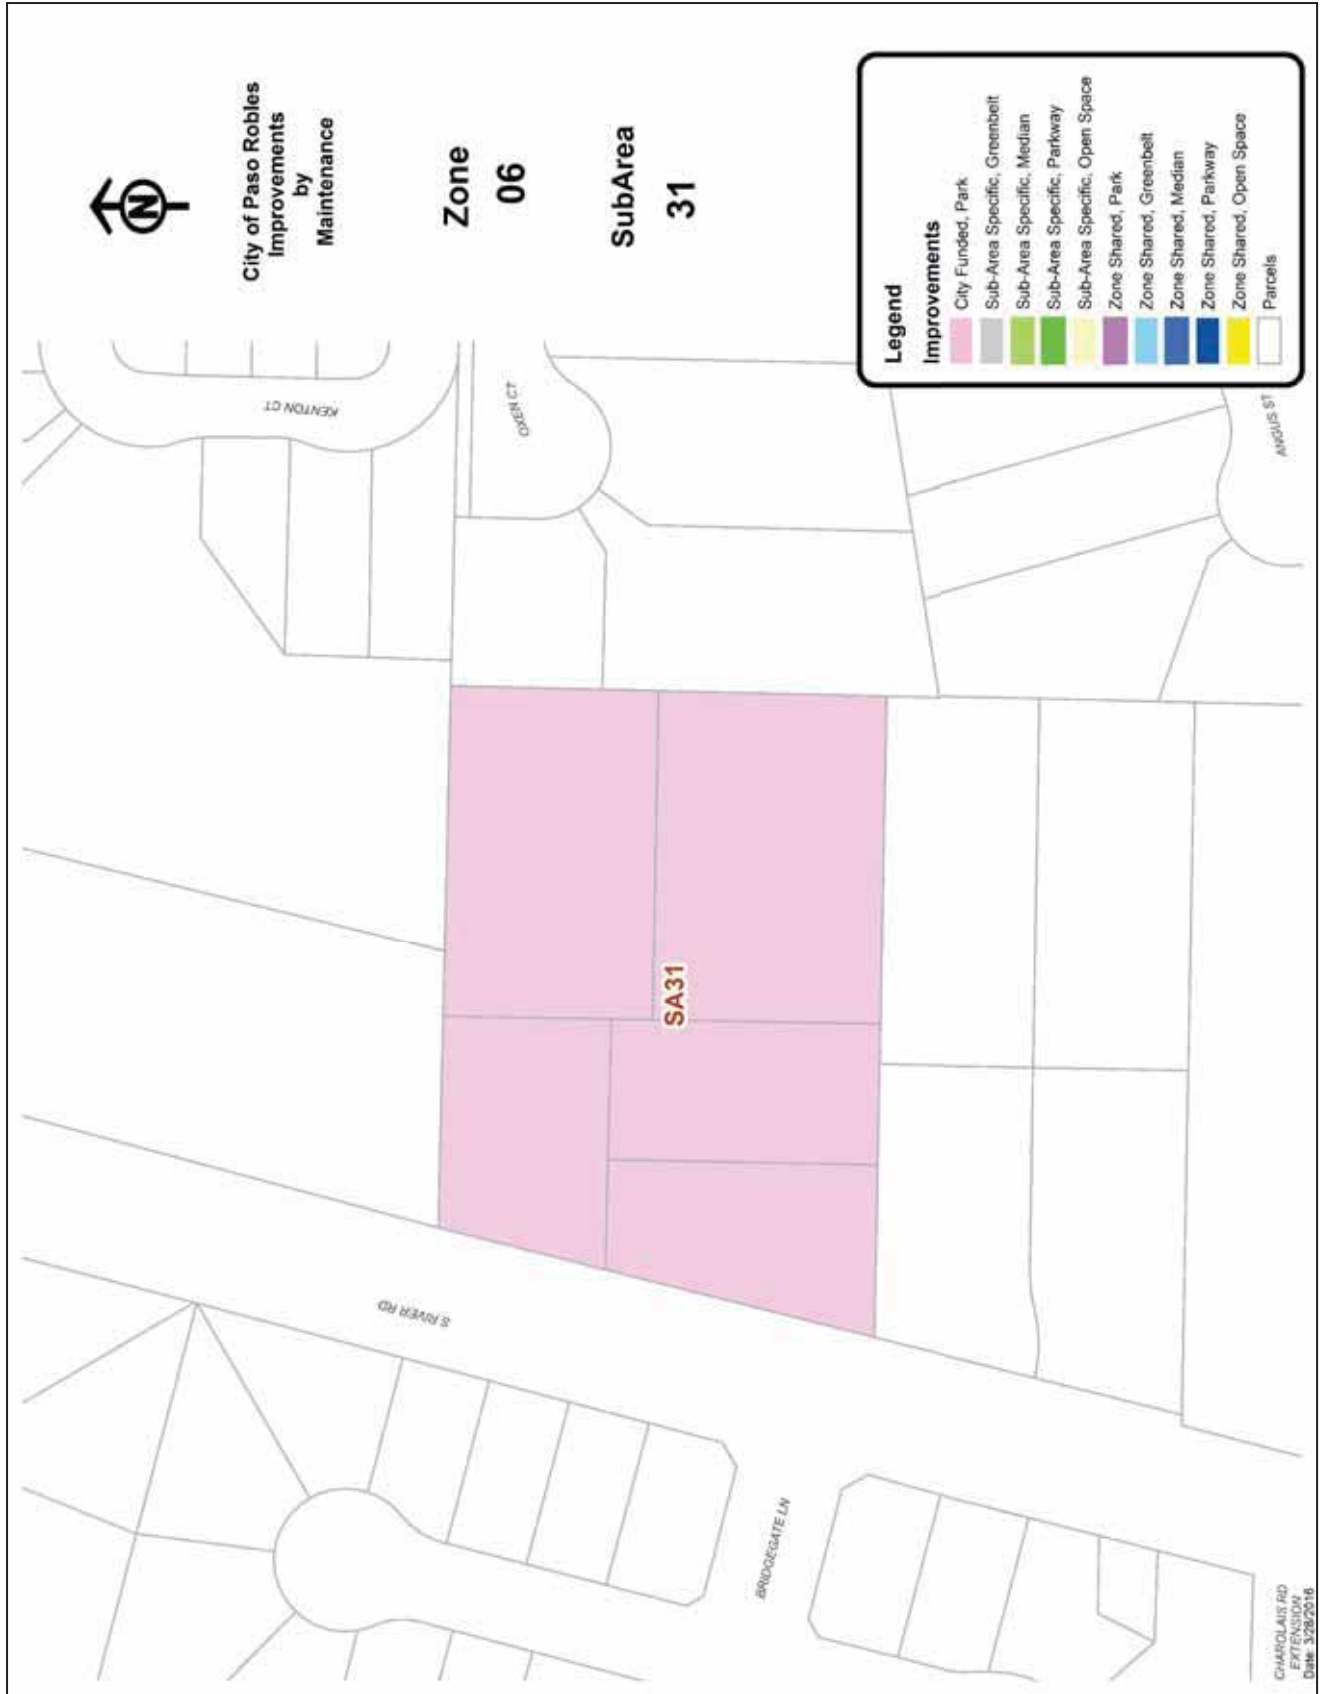 N
City of Paso Robles
Improvements
by
Maintenance
Zone
06
SubArea
31
Legend
Improvements
City Funded, Park
Sub-Area Specific, Greenbelt
Sub-Area Specific, Median
Sub-Area Specific, Parkway
Sub-Area Specific, Open Space
Zone Shared, Park
Zone Shared, Greenbelt
Zone Shared, Median
Zone Shared, Parkway
Zone Shared, Open Space
Parcels
KENTON CT
OXEN CT
ANGUS ST
SA31
S RIVER RD
BRIDGEGATE LN
CHAROLAIS RD
EXTENSION
Date: 3/28/2016